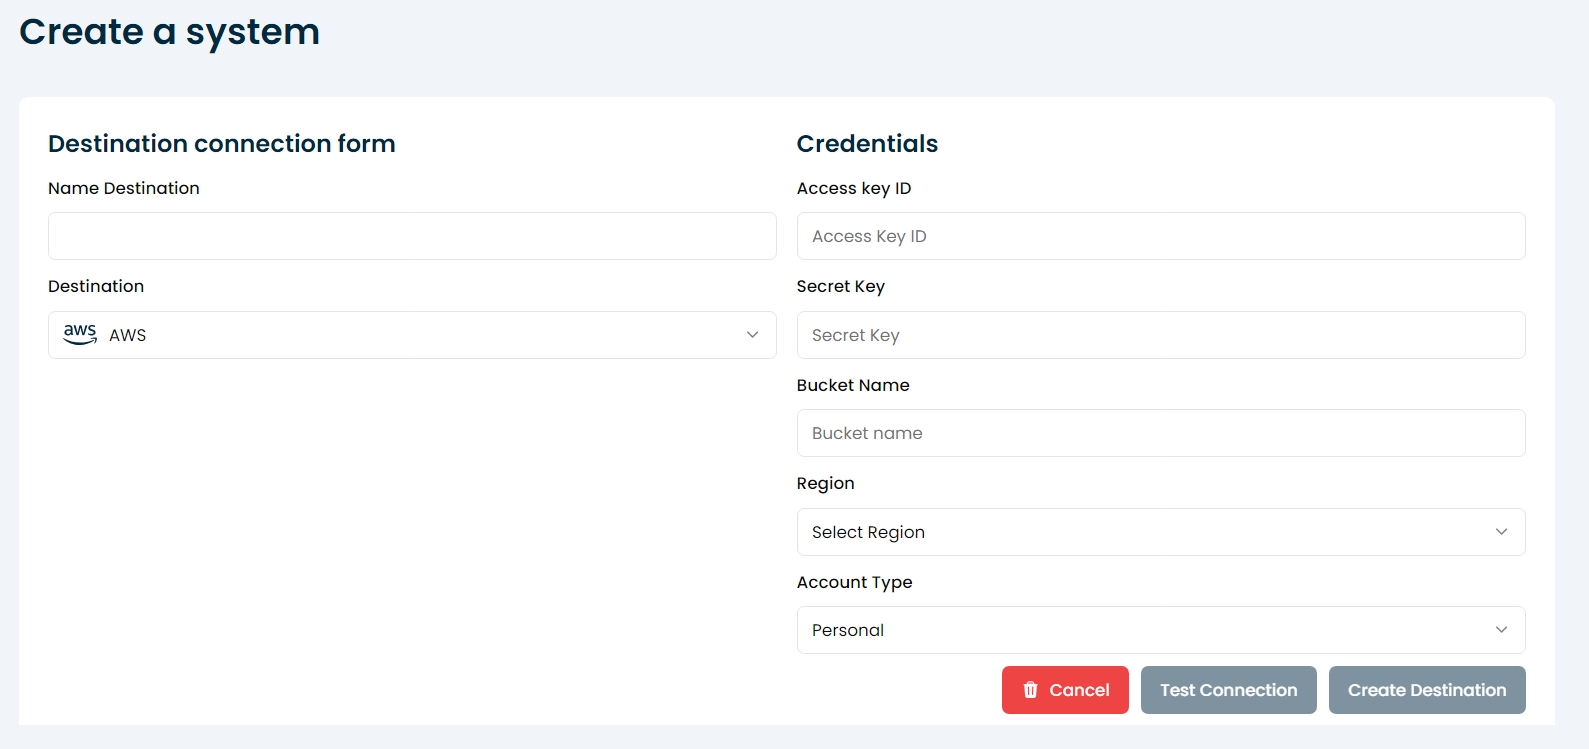 Create a system
Destination connection form
Name Destination
Destination
aws AWS
Credentials
Access key ID
Access Key ID
Secret Key
Secret Key
Bucket Name
Bucket name
Region
Select Region
Account Type
Personal
Cancel
Test Connection
Create Destination